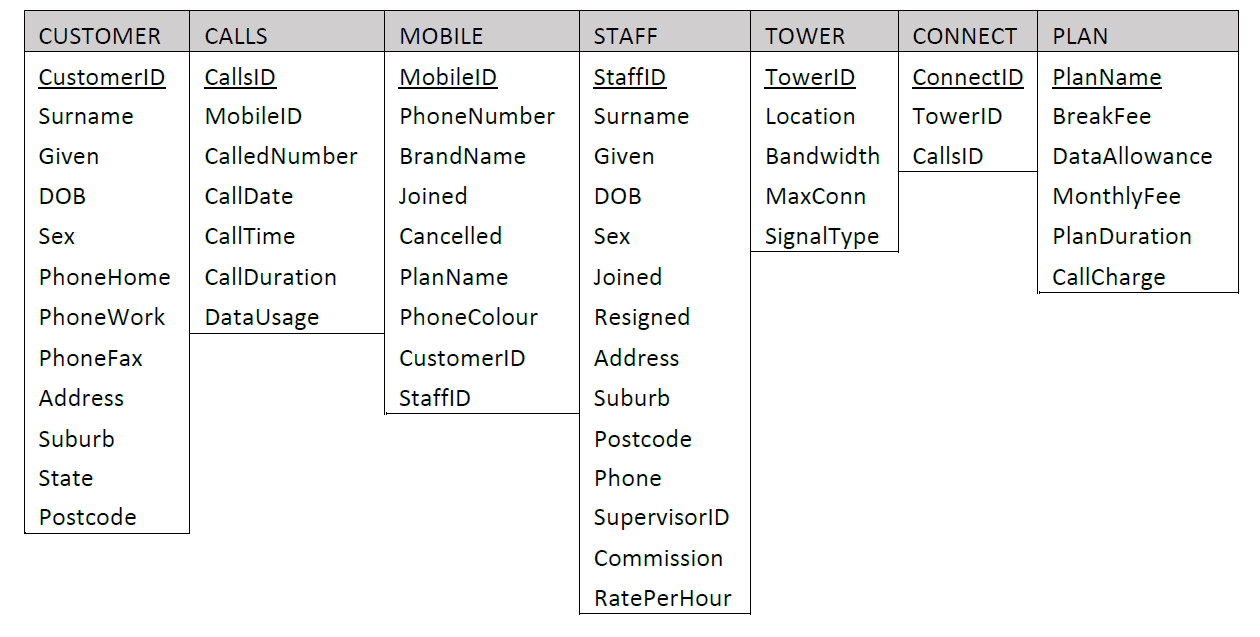 CUSTOMER CALLS MOBILE STAFF TOWER CONNECT PLAN
CustomerID CallsID MobileID StaffID TowerID ConnectID PlanName
Surname MobileID PhoneNumber Surname Location TowerID BreakFee
Given CalledNumber BrandName Given Bandwidth CallsID DataAllowance
DOB CallDate Joined DOB MaxConn MonthlyFee
Sex CallTime Cancelled Sex SignalType PlanDuration
PhoneHome CallDuration PlanName Joined CallCharge
PhoneWork DataUsage PhoneColour Resigned
PhoneFax CustomerID Address
Address StaffID Suburb
Suburb Postcode
State Phone
Postcode SupervisorID
Commission
RatePerHour